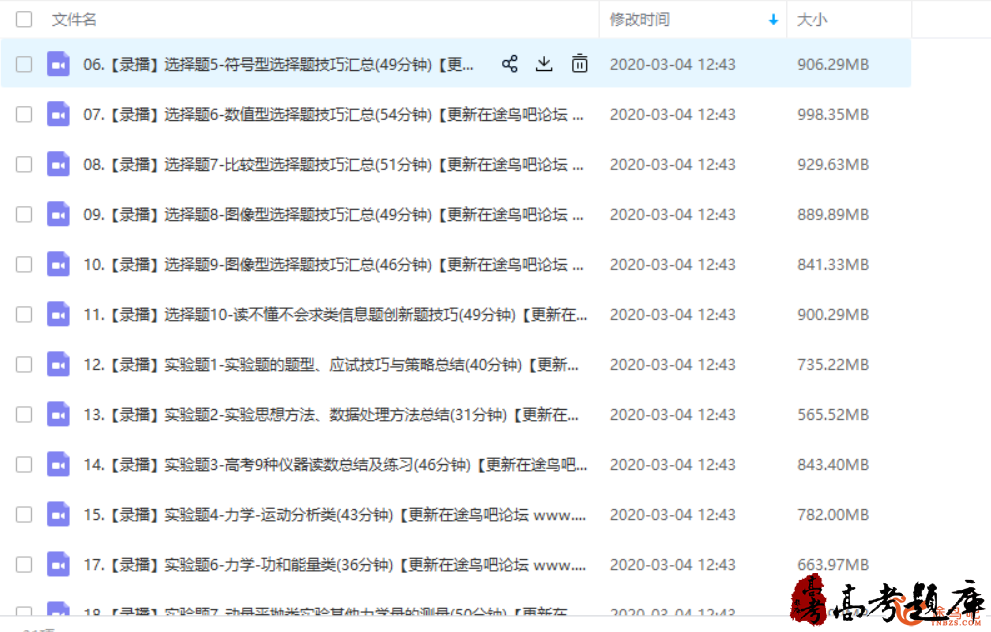 文件名 修改时间 大小
06.【录播】选择题5-符号型选择题技巧汇总(49分钟)【更... 2020-03-04 12:43 906.29MB
07.【录播】选择题6-数值型选择题技巧汇总(54分钟)【更新在途鸟吧论坛 ... 2020-03-04 12:43 998.35MB
08.【录播】选择题7-比较型选择题技巧汇总(51分钟)【更新在途鸟吧论坛 ... 2020-03-04 12:43 929.63MB
09.【录播】选择题8-图像型选择题技巧汇总(49分钟)【更新在途鸟吧论坛 ... 2020-03-04 12:43 889.89MB
10.【录播】选择题9-图像型选择题技巧汇总(46分钟)【更新在途鸟吧论坛 ... 2020-03-04 12:43 841.33MB
11.【录播】选择题10-读不懂不会求类信息题创新题技巧(49分钟)【更新在... 2020-03-04 12:43 900.29MB
12.【录播】实验题1-实验题的题型、应试技巧与策略总结(40分钟)【更新... 2020-03-04 12:43 735.22MB
13.【录播】实验题2-实验思想方法、数据处理方法总结(31分钟)【更新在... 2020-03-04 12:43 565.52MB
14.【录播】实验题3-高考9种仪器读数总结及练习(46分钟)【更新在途鸟吧... 2020-03-04 12:43 843.40MB
15.【录播】实验题4-力学-运动分析类(43分钟)【更新在途鸟吧论坛 www.... 2020-03-04 12:43 782.00MB
17.【录播】实验题6-力学-功和能量类(36分钟)【更新在途鸟吧论坛 www.... 2020-03-04 12:43 663.97MB
18.【录播】实验题7-动量平抛类实验其他力学量的测量(50分钟)【更新在... 2020-03-04 12:43
高考 高考题库
途鸟吧
TNBZS.COM